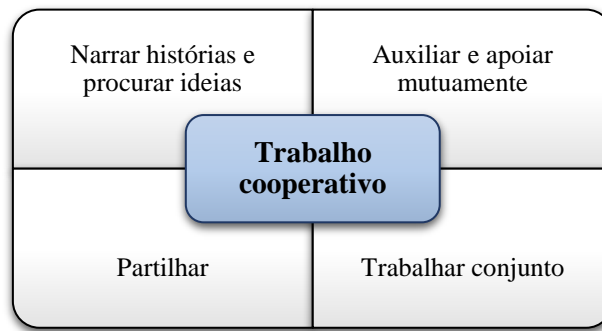 Narrar histórias e
procurar ideias
Auxiliar e apoiar
mutuamente
Trabalho
cooperativo
Partilhar
Trabalhar conjunto